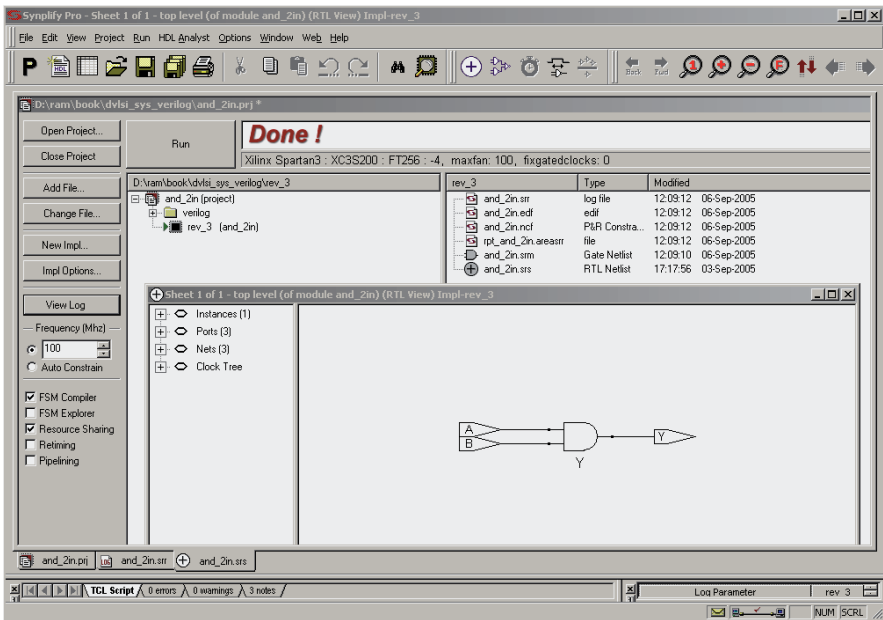 Synplify Pro - Sheet 1 of 1 - top level (of module and_2in) (RTL View) Impl-rev_3
File Edit View Project Run HDL Analyst Options Window Web Help
P HDL Back Fwd 1 F
D:\ram\book\dvlsi_sys_verilog\and_2in.prj *
Open Project...
Close Project
Run
Done !
Xilinx Spartan3 : XC3S200 : FT256 : -4, maxfan: 100, fixgatedclocks: 0
Add File...
Change File...
New Impl...
Impl Options...
View Log
Frequency (Mhz)
100
Auto Constrain
FSM Compiler
FSM Explorer
Resource Sharing
Retiming
Pipelining
D:\ram\book\dvlsi_sys_verilog\rev_3
and_2in (project)
verilog
rev_3 (and_2in)
rev_3 Type Modified
and_2in.srr log file 12:09:12 06-Sep-2005
and_2in.edf edif 12:09:12 06-Sep-2005
and_2in.ncf P&R Constra... 12:09:12 06-Sep-2005
rpt_and_2in.areasrr file 12:09:12 06-Sep-2005
and_2in.srm Gate Netlist 12:09:10 06-Sep-2005
and_2in.srs RTL Netlist 17:17:56 03-Sep-2005
Sheet 1 of 1 - top level (of module and_2in) (RTL View) Impl-rev_3
Instances (1)
Ports (3)
Nets (3)
Clock Tree
A
B
Y
Y
and_2in.prj LOG and_2in.srr and_2in.srs
TCL Script 0 errors 0 warnings 3 notes
Log Parameter rev_3
NUM SCRL